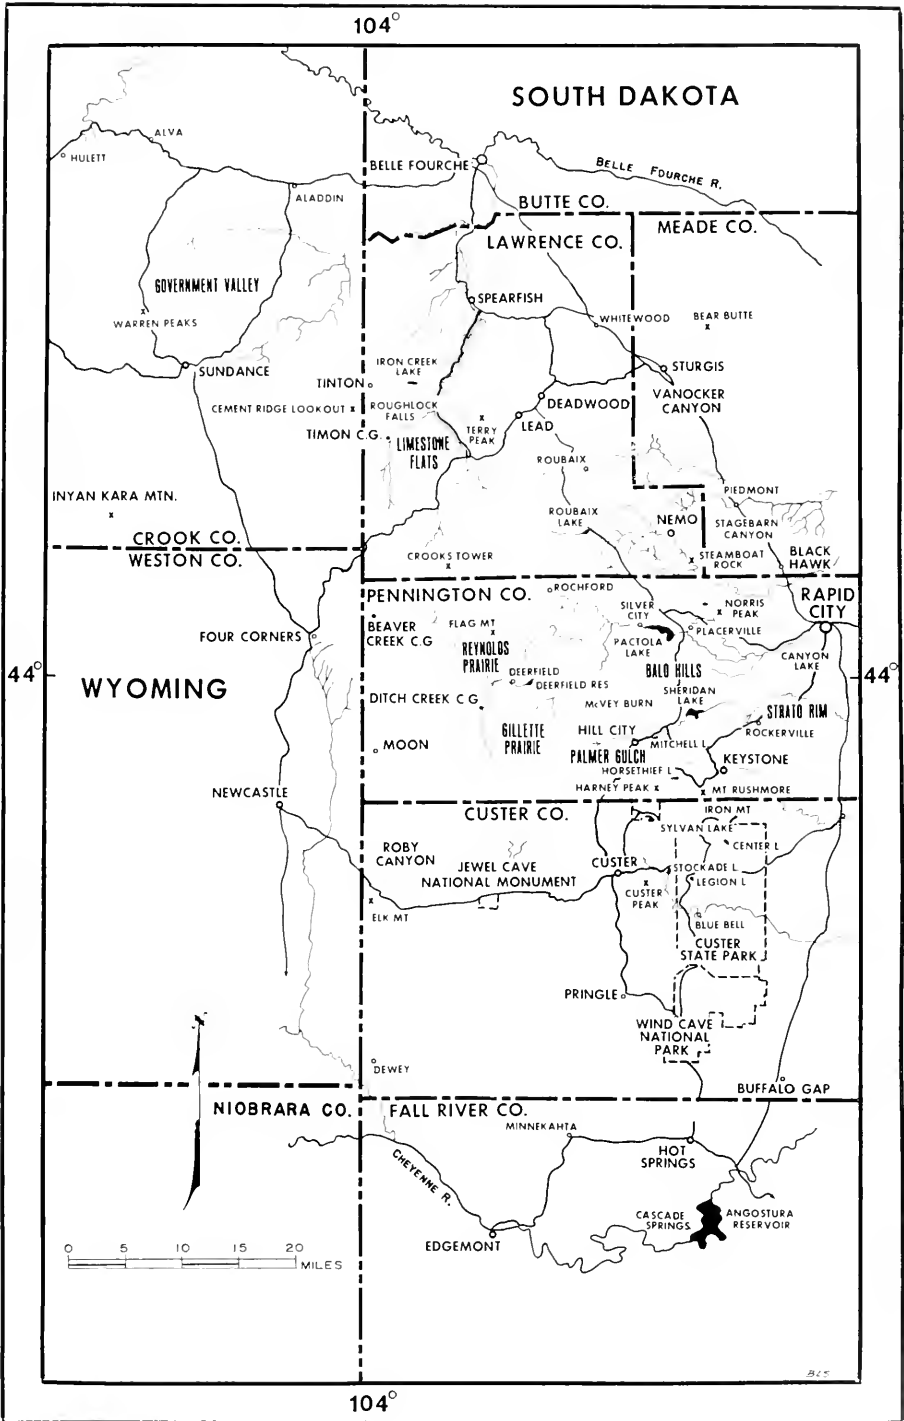 104°
SOUTH DAKOTA
ALVA
HULETT
BELLE FOURCHE
BELLE FOURCHE R.
ALADDIN
BUTTE CO.
LAWRENCE CO.
MEADE CO.
GOVERNMENT VALLEY
SPEARFISH
WARREN PEAKS
WHITEWOOD
BEAR BUTTE
SUNDANCE
IRON CREEK
LAKE
STURGIS
TINTON
VANOCKER
CANYON
CEMENT RIDGE LOOKOUT x
ROUGHLOCK
FALLS
DEADWOOD
TERRY
PEAK
LEAD
TIMON C.G.
LIMESTONE
FLATS
ROUBAIX
INYAN KARA MTN.
x
PIEDMONT
ROUBAIX
LAKE
NEMO
STAGEBARN
CANYON
CROOK CO.
WESTON CO.
CROOKS TOWER
x
STEAMBOAT
ROCK
BLACK
HAWK
PENNINGTON CO.
ROCHFORD
RAPID
CITY
SILVER
CITY
NORRIS
PEAK
BEAVER
CREEK C.G
FLAG MT
x
PLACERVILLE
FOUR CORNERS
REYNOLDS
PRAIRIE
PACTOLA
LAKE
CANYON
LAKE
44°
WYOMING
BALD HILLS
44°
DEERFIELD
DEERFIELD RES
SHERIDAN
LAKE
DITCH CREEK C.G.
McVEY BURN
STRATO RIM
ROCKERVILLE
GILLETTE
PRAIRIE
HILL CITY
MITCHELL L
MOON
PALMER GULCH
KEYSTONE
HORSETHIEF L
HARNEY PEAK x
x MT RUSHMORE
NEWCASTLE
CUSTER CO.
IRON MT
SYLVAN LAKE
CENTER L
ROBY
CANYON
JEWEL CAVE
NATIONAL MONUMENT
CUSTER
STOCKADE L
LEGION L
x
CUSTER
PEAK
x
ELK MT
BLUE BELL
CUSTER
STATE PARK
PRINGLE
WIND CAVE
NATIONAL
PARK
DEWEY
BUFFALO GAP
NIOBRARA CO.
FALL RIVER CO.
MINNEKAHTA
HOT
SPRINGS
CHEYENNE R.
CASCADE
SPRINGS
ANGOSTURA
RESERVOIR
EDGEMONT
0 5 10 15 20
MILES
BLS
104°